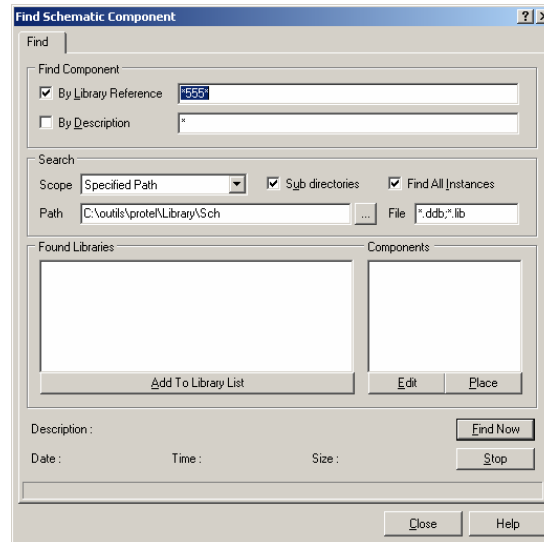 Find Schematic Component
Find
Find Component
By Library Reference *555*
By Description *
Search
Scope Specified Path Sub directories Find All Instances
Path C:\outils\protel\Library\Sch ... File *.ddb;*.lib
Found Libraries Components
Add To Library List Edit Place
Description : Find Now
Date : Time : Size : Stop
Close Help